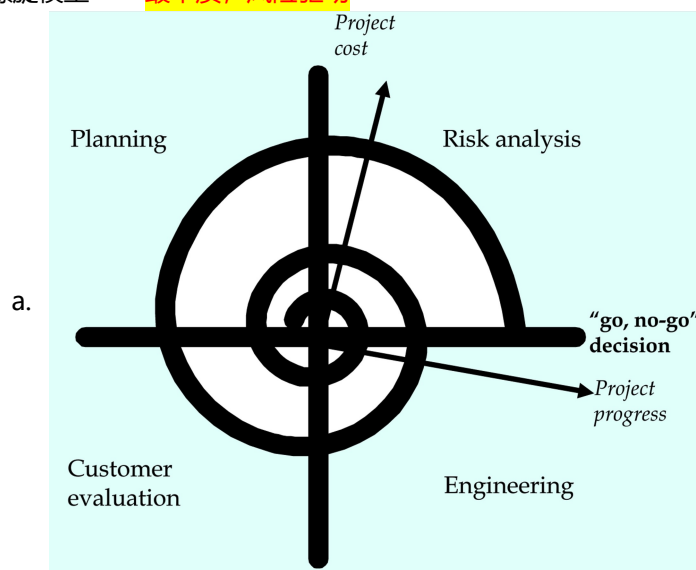 Project
cost
Planning
Risk analysis
a.
“go, no-go”
decision
Project
progress
Customer
evaluation
Engineering